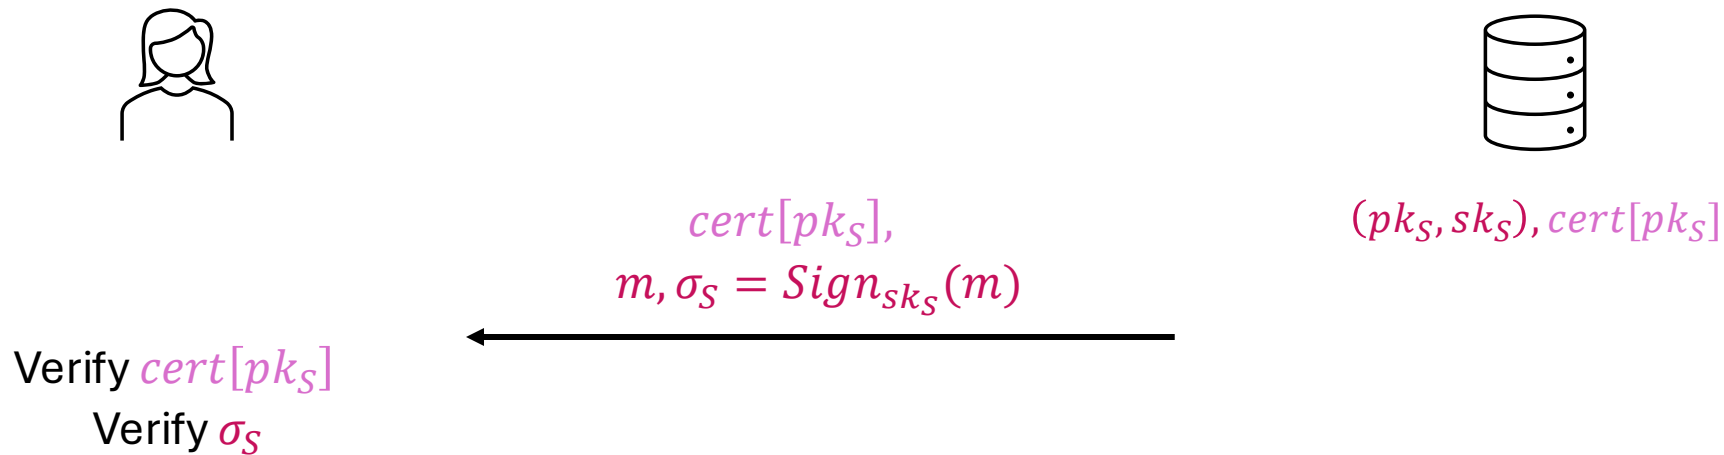 cert[pk_S],
(pk_S, sk_S), cert[pk_S]
m, σ_S = Sign_{sk_S}(m)
Verify cert[pk_S]
Verify σ_S